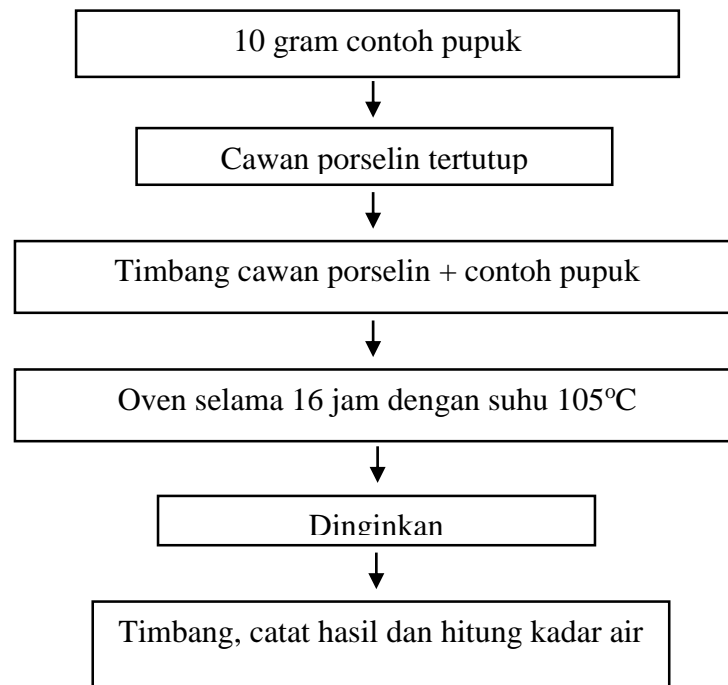 10 gram contoh pupuk
Cawan porselin tertutup
Timbang cawan porselin + contoh pupuk
Oven selama 16 jam dengan suhu 105°C
Dinginkan
Timbang, catat hasil dan hitung kadar air